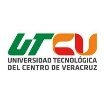 UTCV
UNIVERSIDAD TECNOLÓGICA
DEL CENTRO DE VERACRUZ